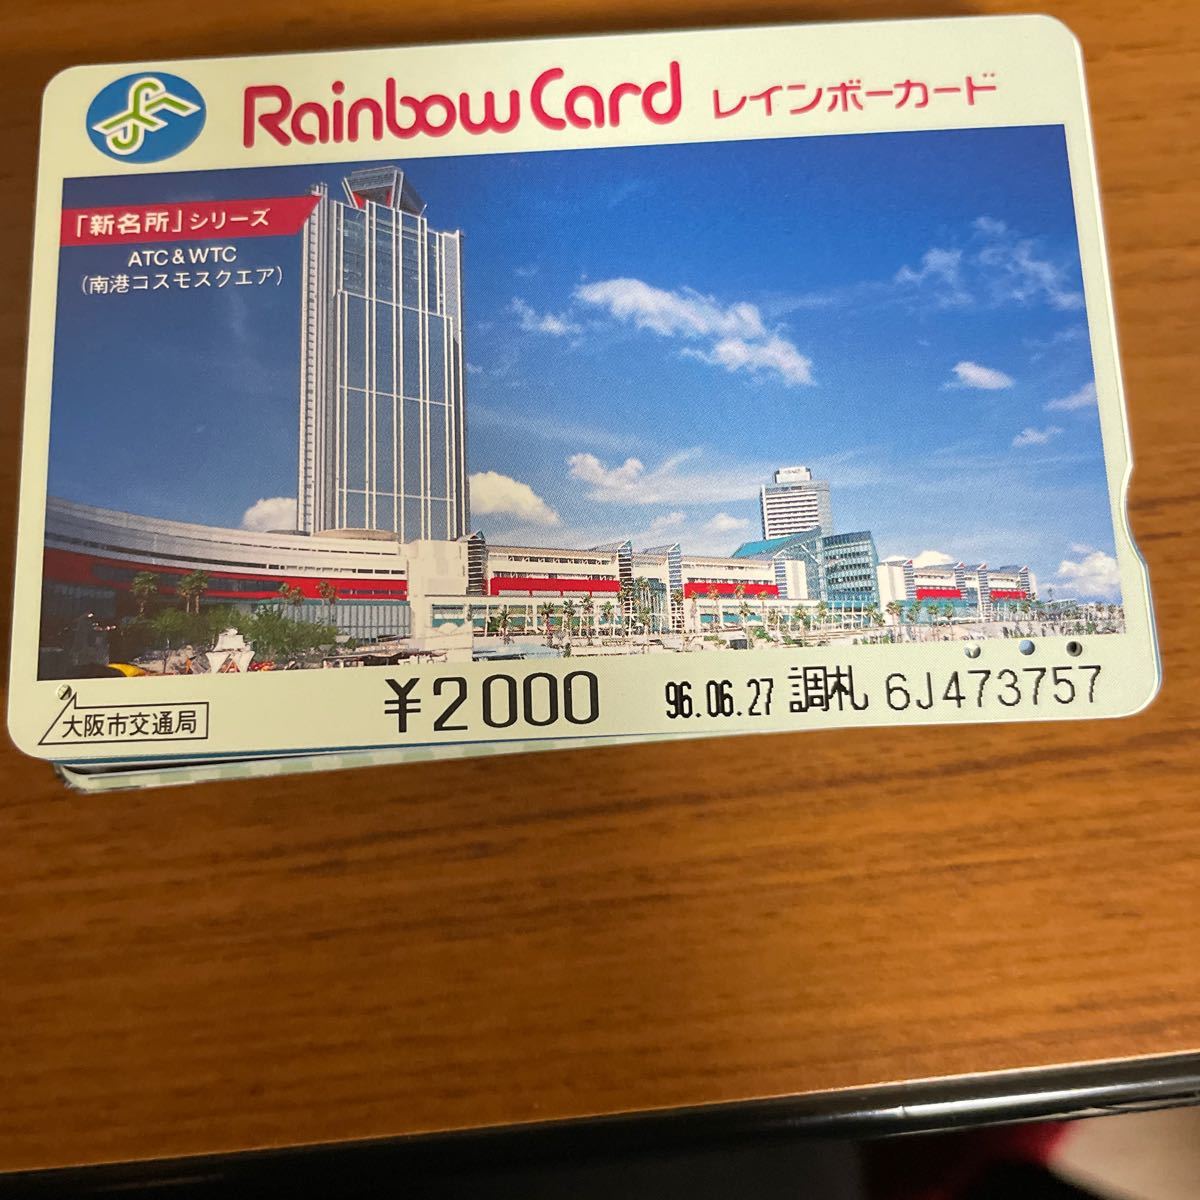 Rainbow Card レインボーカード
「新名所」シリーズ
ATC & WTC
(南港コスモスクエア)
大阪市交通局
¥2000 96.06.27 調札 6J473757